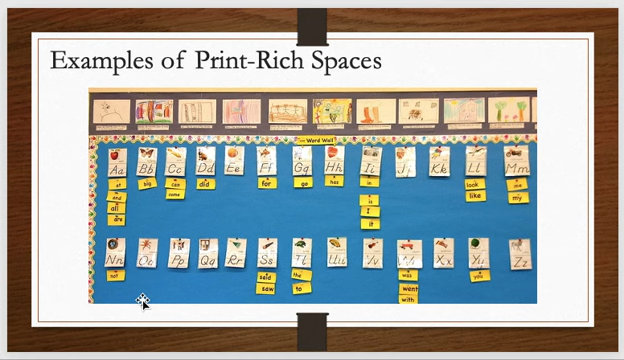 Examples of Print-Rich Spaces
Word Wall
Aa Bb Cc Dd Ee Ff Gg Hh Ii Jj Kk Ll Mm
at big can did for go has in look me
and come like my
all is
are I
it
Nn Oo Pp Qq Rr Ss Tt Uu Vv Ww Xx Yy Zz
not said the was you
saw to went
with